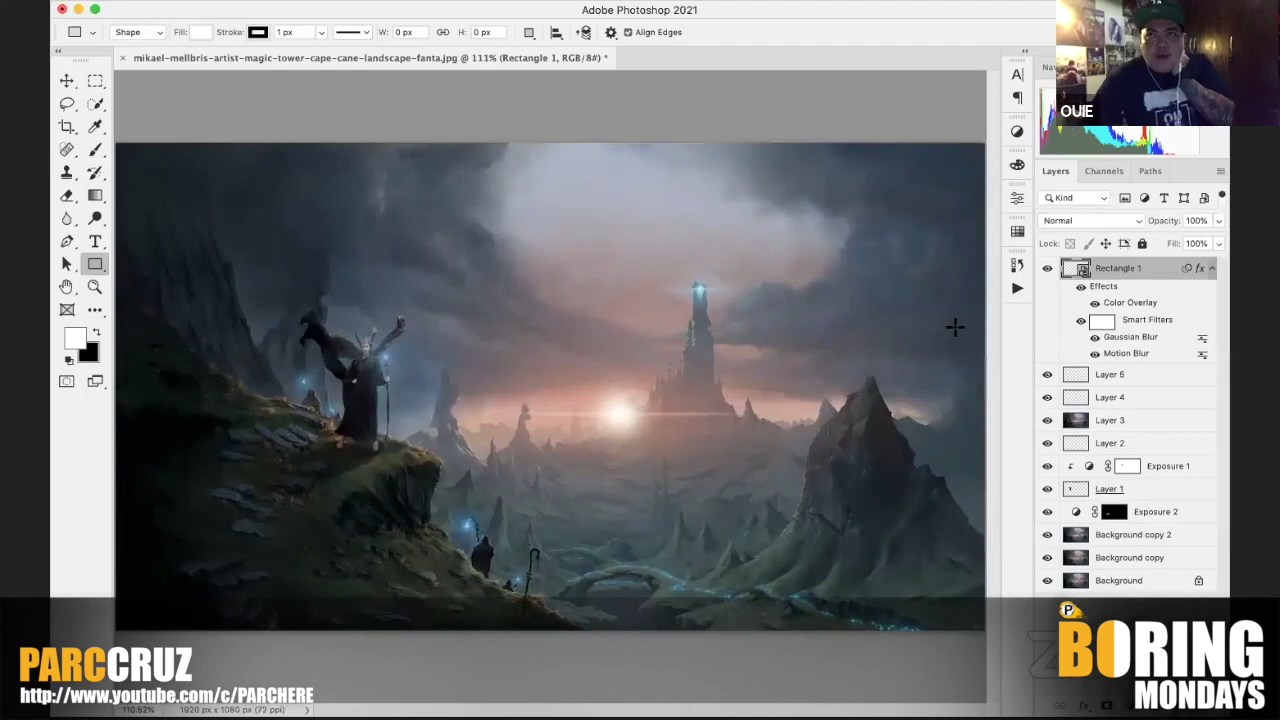 Adobe Photoshop 2021
Shape Fill: Stroke: 1 px W: 0 px H: 0 px Align Edges
× mikael-mellbris-artist-magic-tower-cape-cane-landscape-fanta.jpg @ 111% (Rectangle 1, RGB/8#) *
OUIE
Layers Channels Paths
Kind
Normal Opacity: 100%
Lock: Fill: 100%
Rectangle 1 fx
Effects
Color Overlay
Smart Filters
Gaussian Blur
Motion Blur
Layer 5
Layer 4
Layer 3
Layer 2
Exposure 1
Layer 1
Exposure 2
Background copy 2
Background copy
Background
PARCCRUZ
http://www.youtube.com/c/PARCHERE
P
BORING
MONDAYS
110.52% 1920 px x 1080 px (72 ppi)